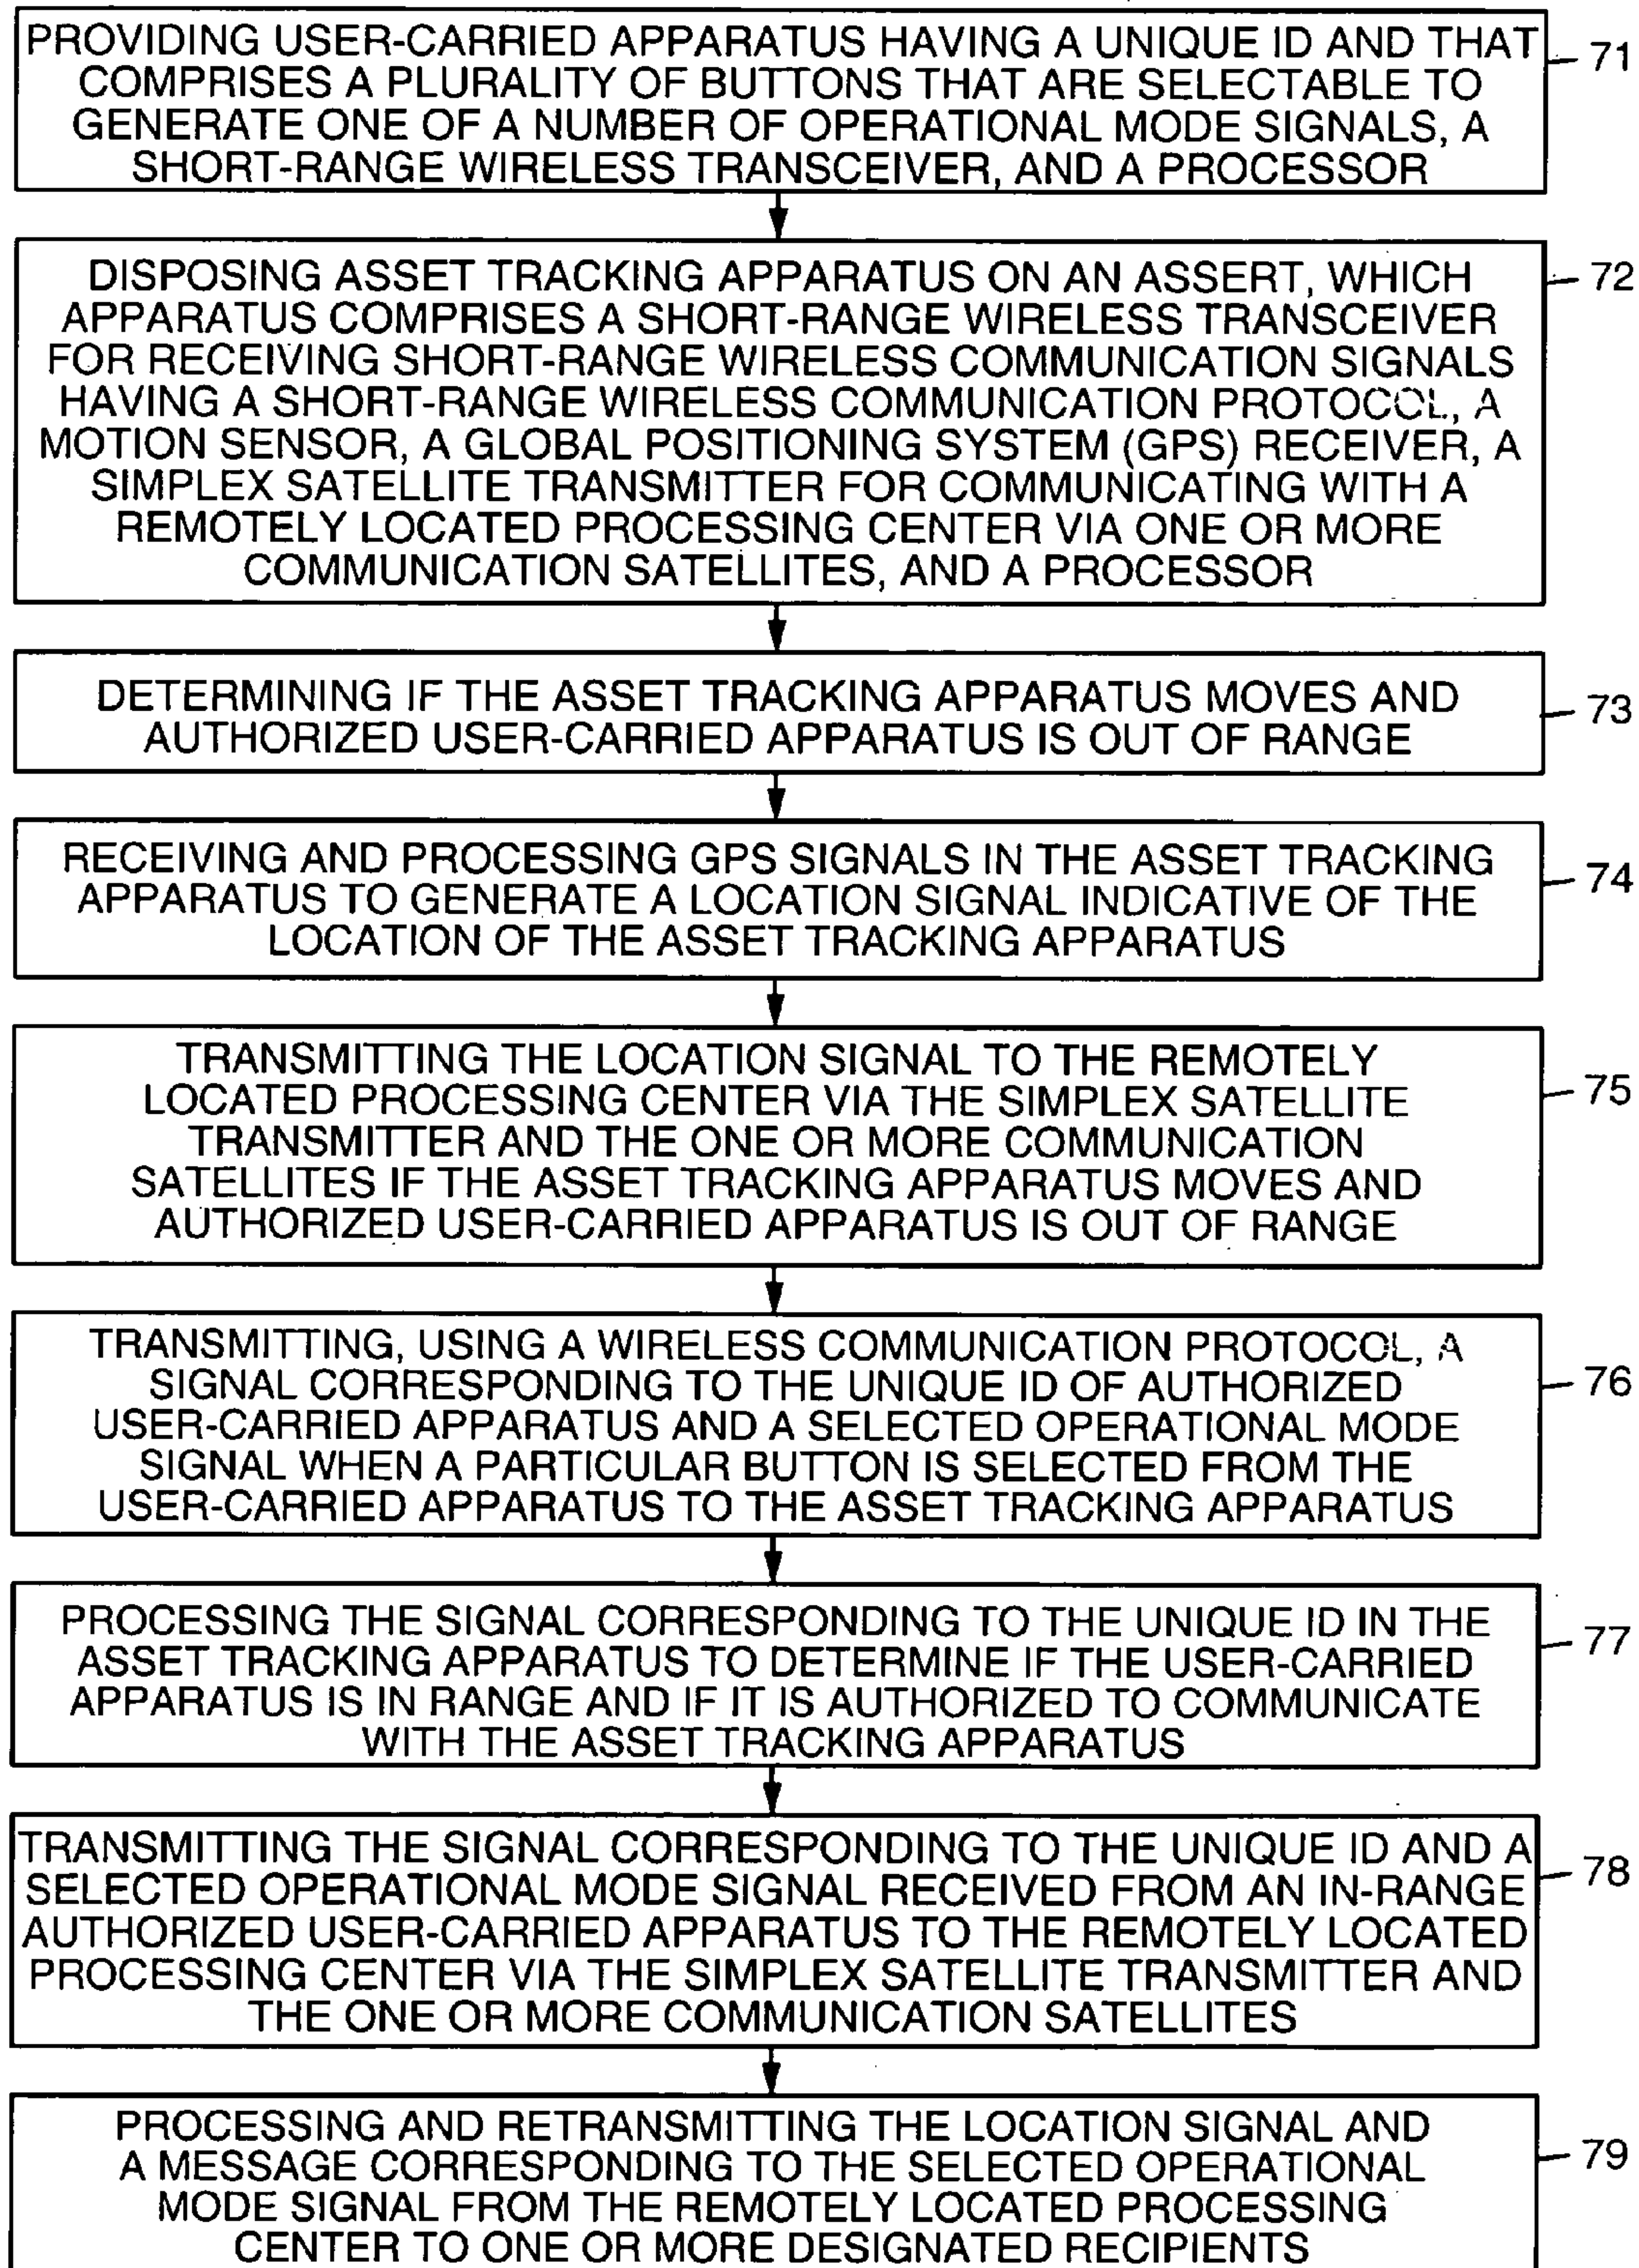 PROVIDING USER-CARRIED APPARATUS HAVING A UNIQUE ID AND THAT
COMPRISES A PLURALITY OF BUTTONS THAT ARE SELECTABLE TO
GENERATE ONE OF A NUMBER OF OPERATIONAL MODE SIGNALS, A
SHORT-RANGE WIRELESS TRANSCEIVER, AND A PROCESSOR
71
DISPOSING ASSET TRACKING APPARATUS ON AN ASSERT, WHICH
APPARATUS COMPRISES A SHORT-RANGE WIRELESS TRANSCEIVER
FOR RECEIVING SHORT-RANGE WIRELESS COMMUNICATION SIGNALS
HAVING A SHORT-RANGE WIRELESS COMMUNICATION PROTOCOL, A
MOTION SENSOR, A GLOBAL POSITIONING SYSTEM (GPS) RECEIVER, A
SIMPLEX SATELLITE TRANSMITTER FOR COMMUNICATING WITH A
REMOTELY LOCATED PROCESSING CENTER VIA ONE OR MORE
COMMUNICATION SATELLITES, AND A PROCESSOR
72
DETERMINING IF THE ASSET TRACKING APPARATUS MOVES AND
AUTHORIZED USER-CARRIED APPARATUS IS OUT OF RANGE
73
RECEIVING AND PROCESSING GPS SIGNALS IN THE ASSET TRACKING
APPARATUS TO GENERATE A LOCATION SIGNAL INDICATIVE OF THE
LOCATION OF THE ASSET TRACKING APPARATUS
74
TRANSMITTING THE LOCATION SIGNAL TO THE REMOTELY
LOCATED PROCESSING CENTER VIA THE SIMPLEX SATELLITE
TRANSMITTER AND THE ONE OR MORE COMMUNICATION
SATELLITES IF THE ASSET TRACKING APPARATUS MOVES AND
AUTHORIZED USER-CARRIED APPARATUS IS OUT OF RANGE
75
TRANSMITTING, USING A WIRELESS COMMUNICATION PROTOCOL, A
SIGNAL CORRESPONDING TO THE UNIQUE ID OF AUTHORIZED
USER-CARRIED APPARATUS AND A SELECTED OPERATIONAL MODE
SIGNAL WHEN A PARTICULAR BUTTON IS SELECTED FROM THE
USER-CARRIED APPARATUS TO THE ASSET TRACKING APPARATUS
76
PROCESSING THE SIGNAL CORRESPONDING TO THE UNIQUE ID IN THE
ASSET TRACKING APPARATUS TO DETERMINE IF THE USER-CARRIED
APPARATUS IS IN RANGE AND IF IT IS AUTHORIZED TO COMMUNICATE
WITH THE ASSET TRACKING APPARATUS
77
TRANSMITTING THE SIGNAL CORRESPONDING TO THE UNIQUE ID AND A
SELECTED OPERATIONAL MODE SIGNAL RECEIVED FROM AN IN-RANGE
AUTHORIZED USER-CARRIED APPARATUS TO THE REMOTELY LOCATED
PROCESSING CENTER VIA THE SIMPLEX SATELLITE TRANSMITTER AND
THE ONE OR MORE COMMUNICATION SATELLITES
78
PROCESSING AND RETRANSMITTING THE LOCATION SIGNAL AND
A MESSAGE CORRESPONDING TO THE SELECTED OPERATIONAL
MODE SIGNAL FROM THE REMOTELY LOCATED PROCESSING
CENTER TO ONE OR MORE DESIGNATED RECIPIENTS
79